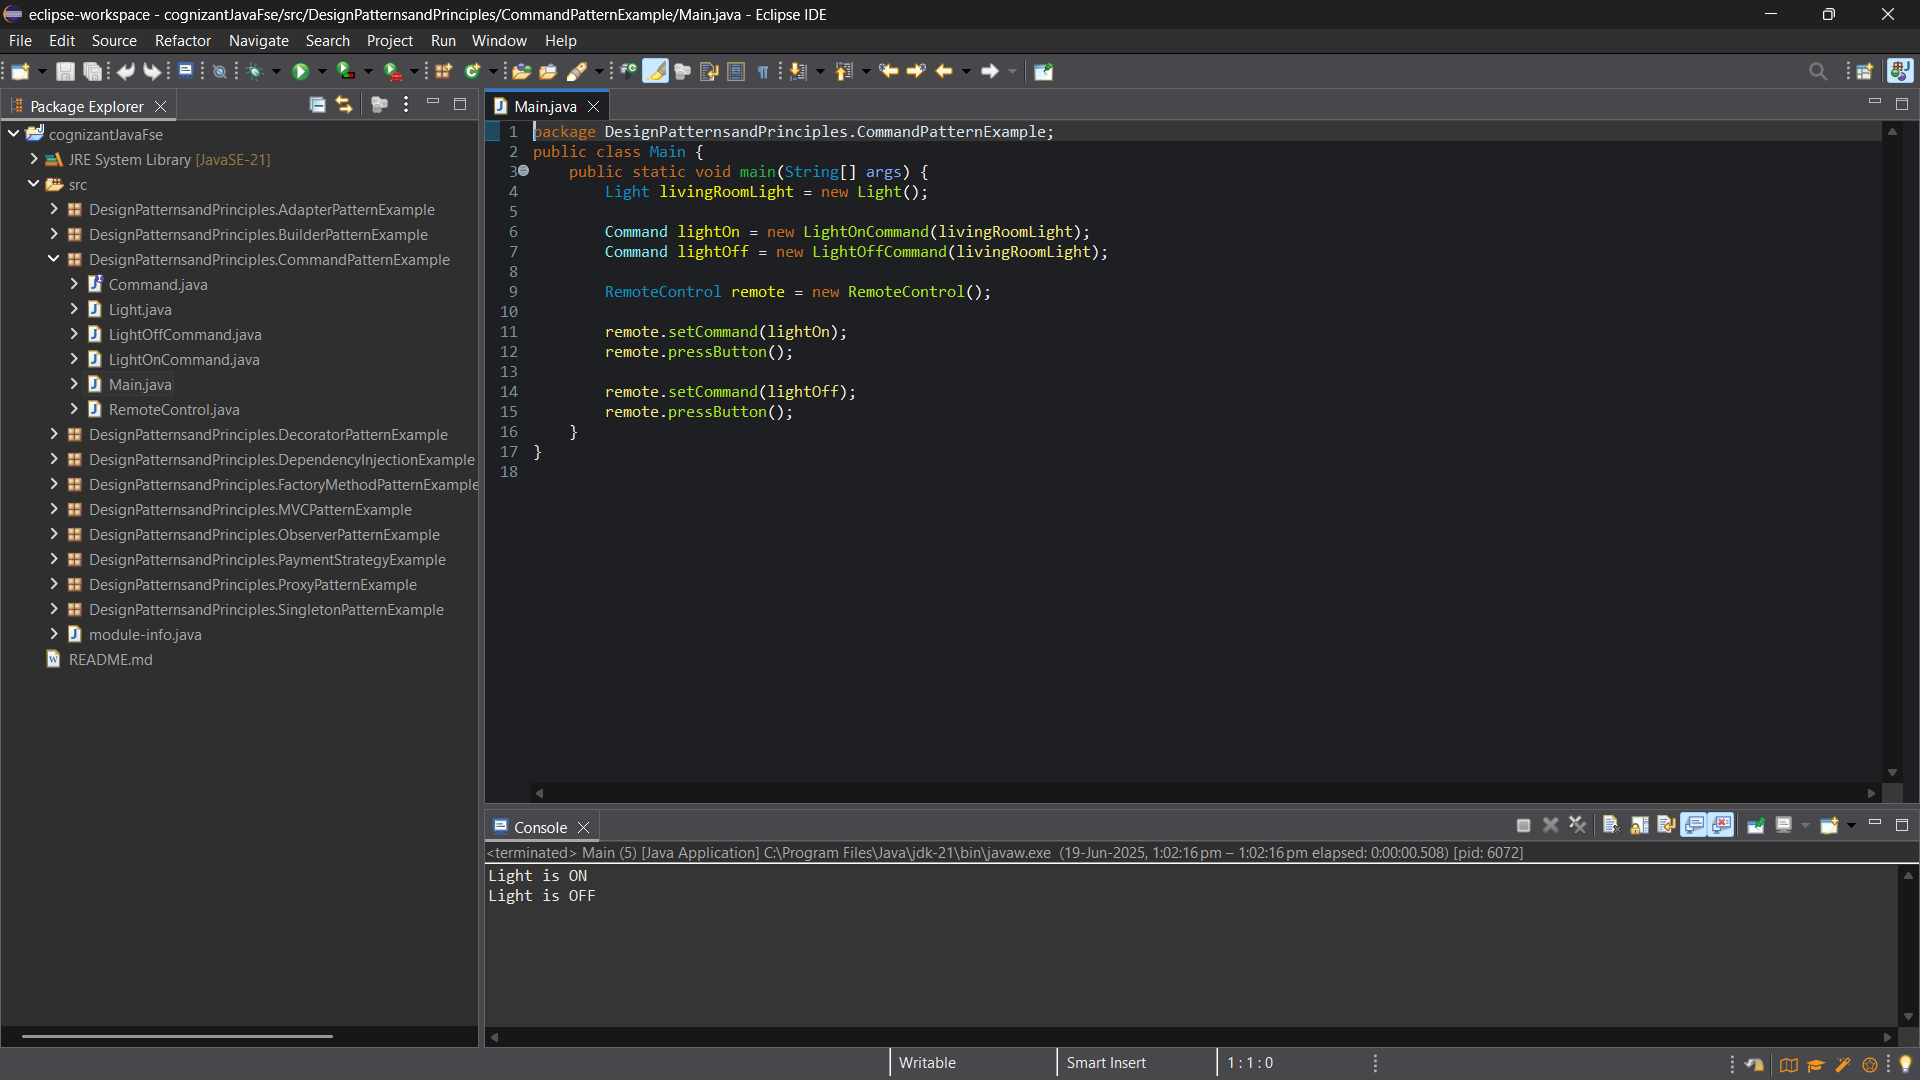 eclipse-workspace - cognizantJavaFse/src/DesignPatternsandPrinciples/CommandPatternExample/Main.java - Eclipse IDE
File Edit Source Refactor Navigate Search Project Run Window Help
Package Explorer
cognizantJavaFse
JRE System Library [JavaSE-21]
src
DesignPatternsandPrinciples.AdapterPatternExample
DesignPatternsandPrinciples.BuilderPatternExample
DesignPatternsandPrinciples.CommandPatternExample
Command.java
Light.java
LightOffCommand.java
LightOnCommand.java
Main.java
RemoteControl.java
DesignPatternsandPrinciples.DecoratorPatternExample
DesignPatternsandPrinciples.DependencyInjectionExample
DesignPatternsandPrinciples.FactoryMethodPatternExample
DesignPatternsandPrinciples.MVCPatternExample
DesignPatternsandPrinciples.ObserverPatternExample
DesignPatternsandPrinciples.PaymentStrategyExample
DesignPatternsandPrinciples.ProxyPatternExample
DesignPatternsandPrinciples.SingletonPatternExample
module-info.java
README.md
Main.java
1 package DesignPatternsandPrinciples.CommandPatternExample;
2 public class Main {
3 public static void main(String[] args) {
4 Light livingRoomLight = new Light();
5
6 Command lightOn = new LightOnCommand(livingRoomLight);
7 Command lightOff = new LightOffCommand(livingRoomLight);
8
9 RemoteControl remote = new RemoteControl();
10
11 remote.setCommand(lightOn);
12 remote.pressButton();
13
14 remote.setCommand(lightOff);
15 remote.pressButton();
16 }
17 }
18
Console
<terminated> Main (5) [Java Application] C:\Program Files\Java\jdk-21\bin\javaw.exe (19-Jun-2025, 1:02:16 pm – 1:02:16 pm elapsed: 0:00:00.508) [pid: 6072]
Light is ON
Light is OFF
Writable Smart Insert 1 : 1 : 0